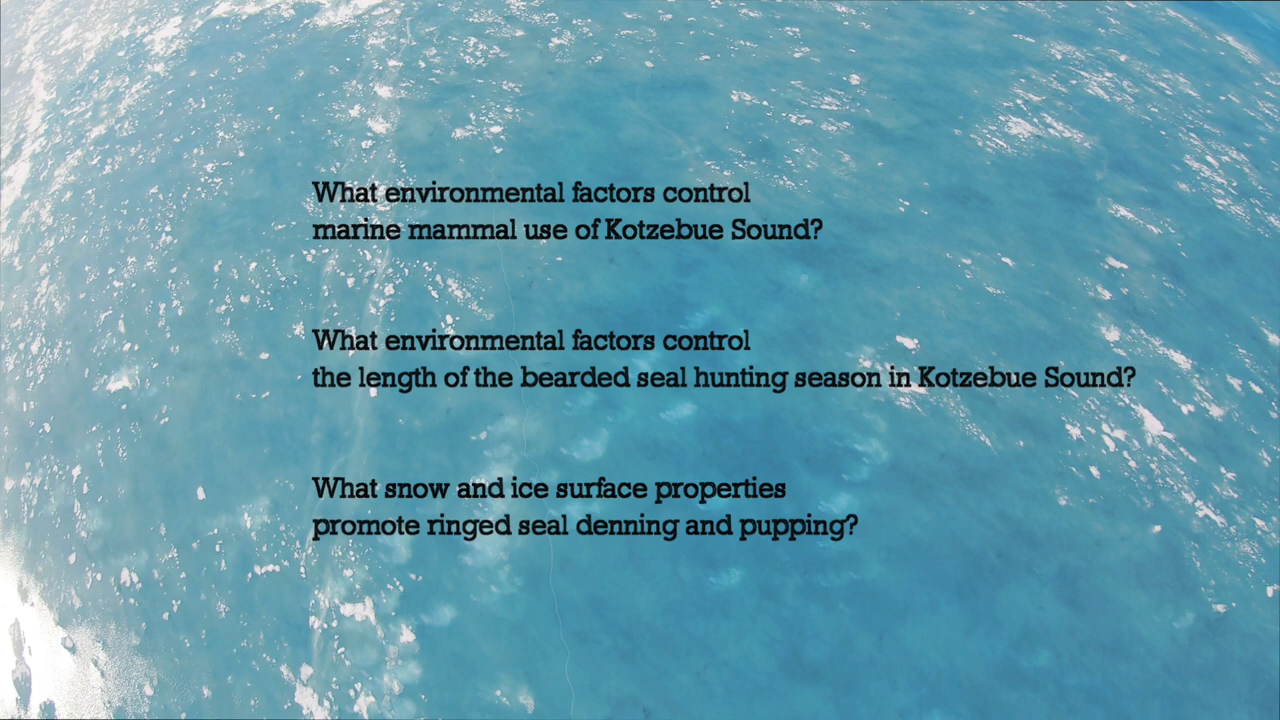 What environmental factors control
marine mammal use of Kotzebue Sound?
What environmental factors control
the length of the bearded seal hunting season in Kotzebue Sound?
What snow and ice surface properties
promote ringed seal denning and pupping?